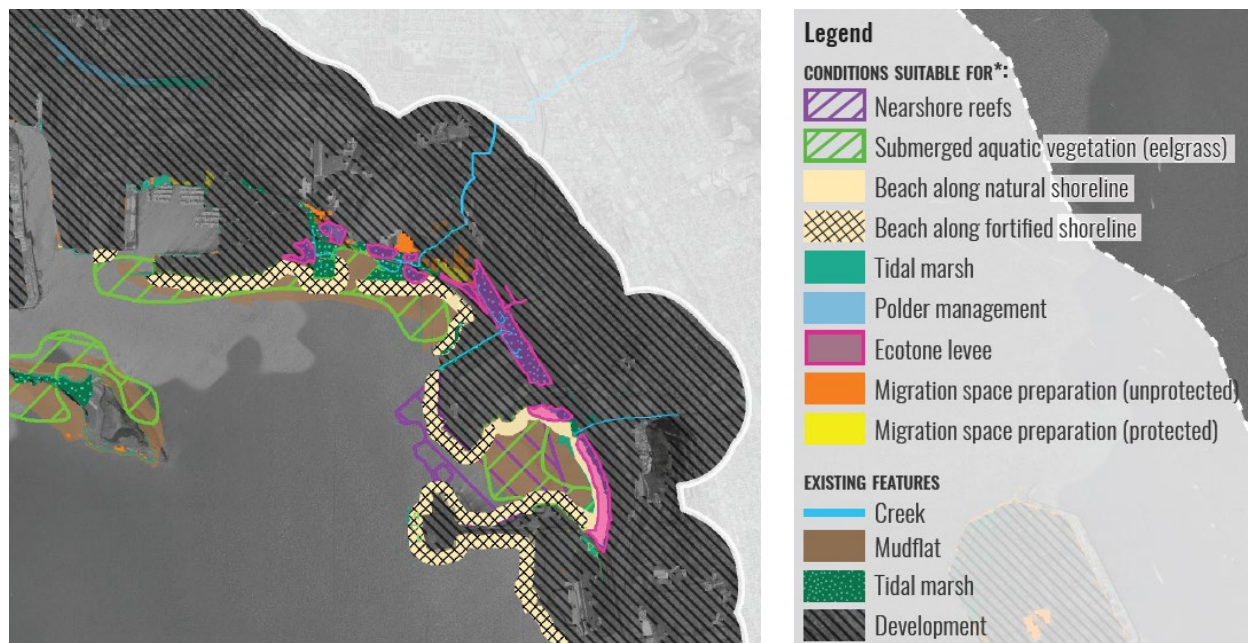 Legend
CONDITIONS SUITABLE FOR*:
Nearshore reefs
Submerged aquatic vegetation (eelgrass)
Beach along natural shoreline
Beach along fortified shoreline
Tidal marsh
Polder management
Ecotone levee
Migration space preparation (unprotected)
Migration space preparation (protected)
EXISTING FEATURES
Creek
Mudflat
Tidal marsh
Development